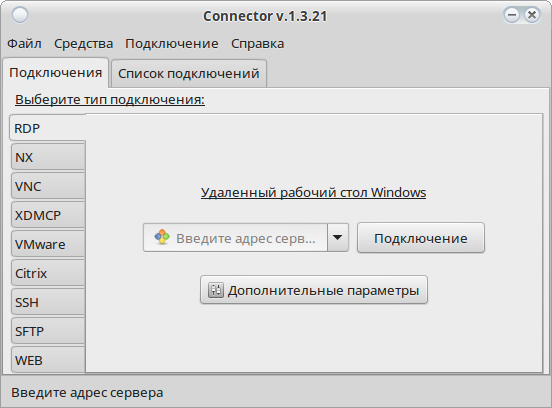 Connector v.1.3.21
Файл Средства Подключение Справка
Подключения Список подключений
Выберите тип подключения:
RDP
NX
VNC
XDMCP
VMware
Citrix
SSH
SFTP
WEB
Удаленный рабочий стол Windows
Введите адрес серв... Подключение
Дополнительные параметры
Введите адрес сервера